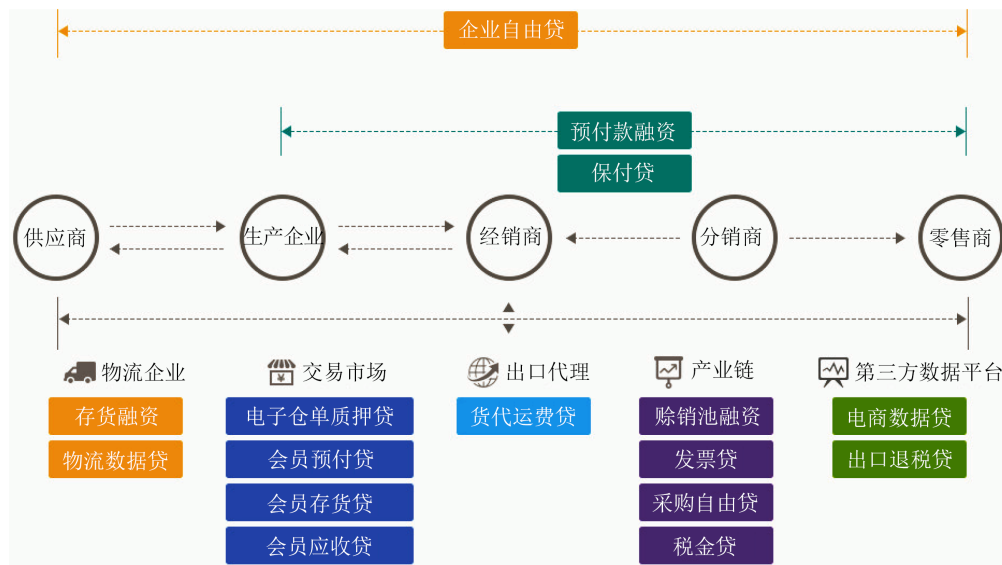 企业自由贷
预付款融资
保付贷
供应商
生产企业
经销商
分销商
零售商
物流企业
交易市场
出口代理
产业链
第三方数据平台
存货融资
电子仓单质押贷
货代运费贷
赊销池融资
电商数据贷
物流数据贷
会员预付贷
发票贷
出口退税贷
会员存货贷
采购自由贷
会员应收贷
税金贷